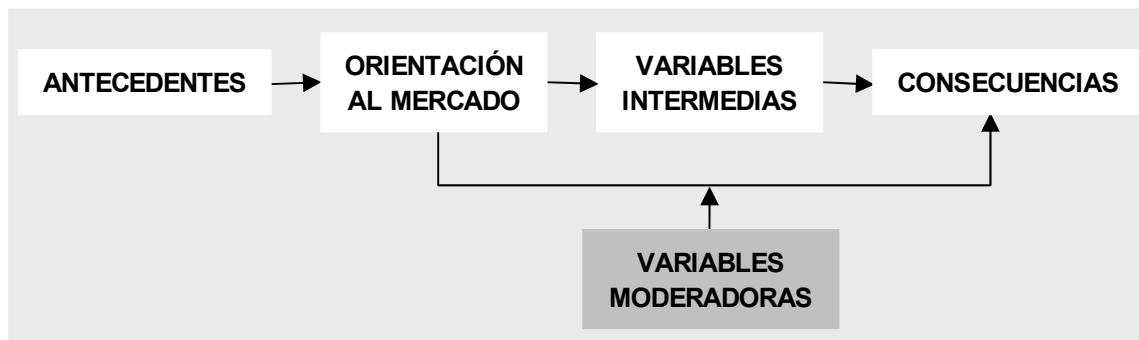 ANTECEDENTES
ORIENTACIÓN
AL MERCADO
VARIABLES
INTERMEDIAS
CONSECUENCIAS
VARIABLES
MODERADORAS